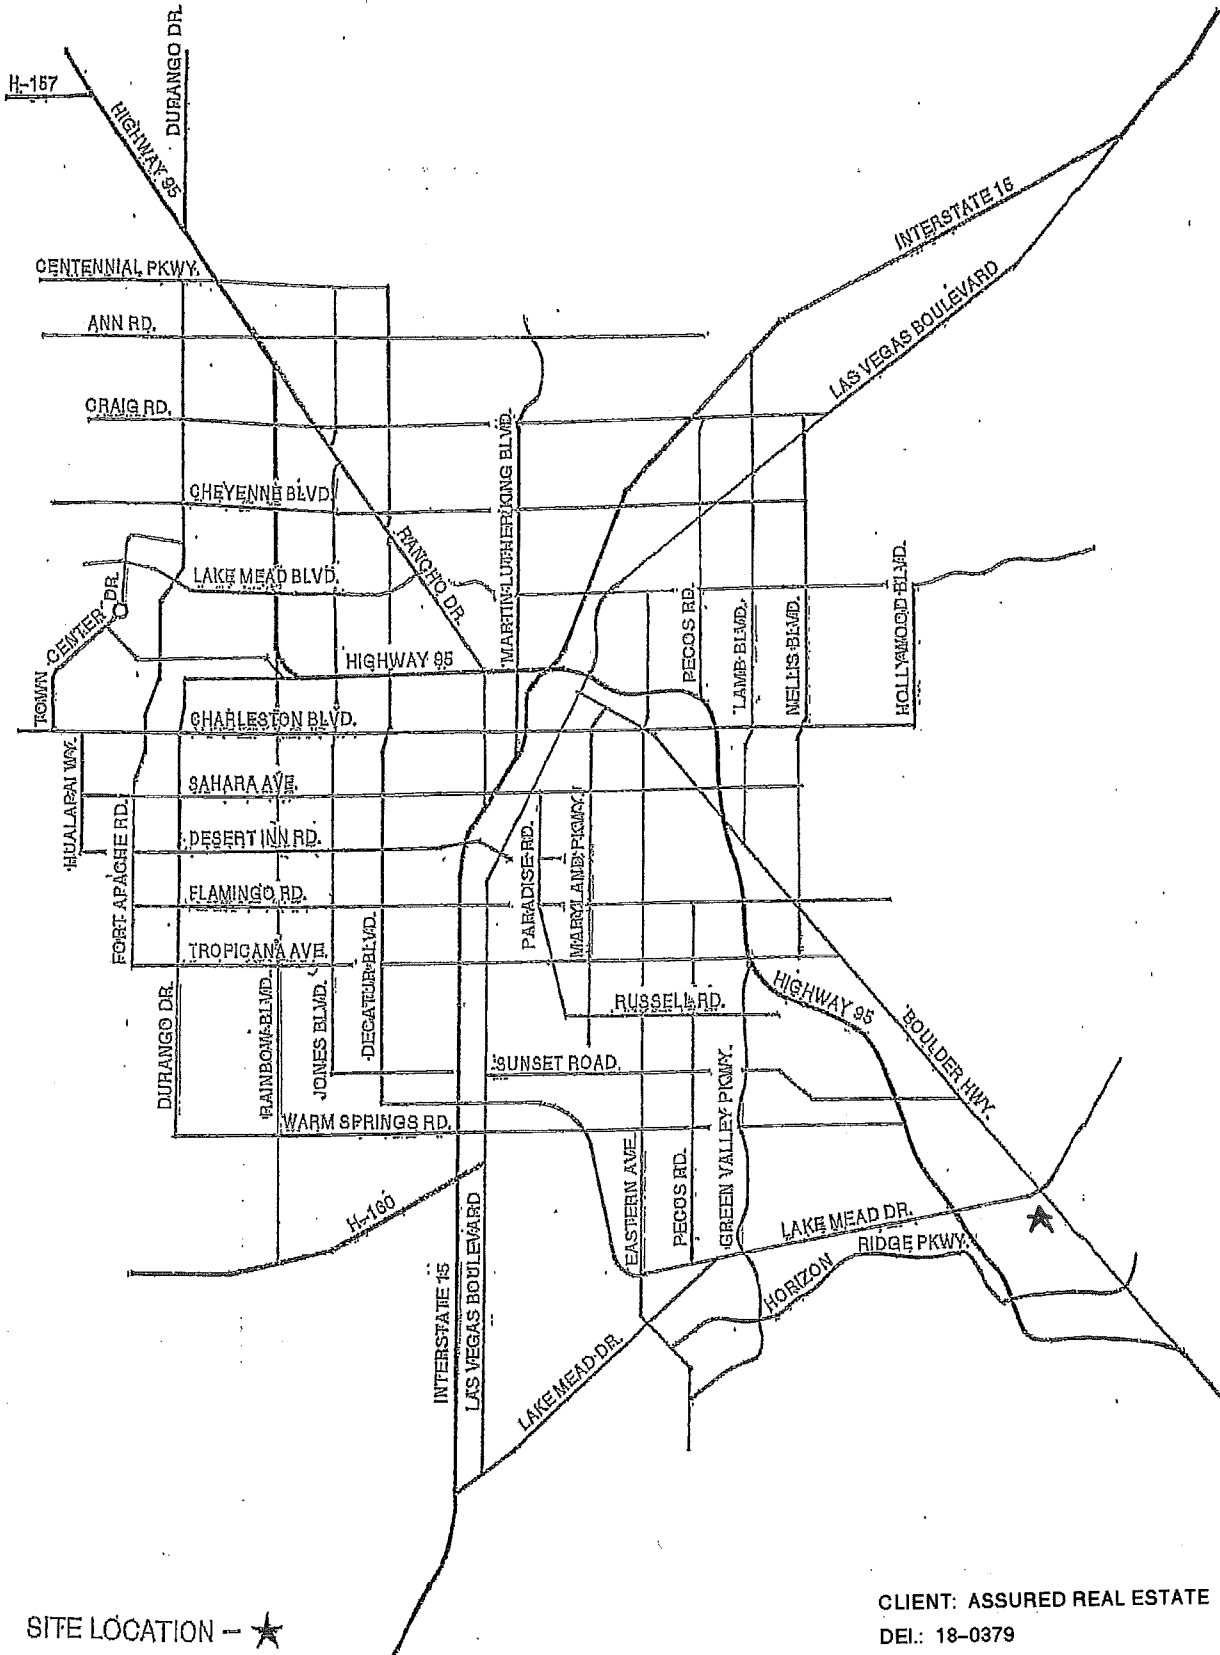 DURANGO DR.
H-157
HIGHWAY 95
INTERSTATE 15
CENTENNIAL PKWY.
LAS VEGAS BOULEVARD
ANN RD.
CRAIG RD.
MARTIN LUTHER KING BLVD.
CHEYENNE BLVD.
RANCHO DR.
LAKE MEAD BLVD.
HOLLYWOOD BLVD.
TOWN CENTER DR.
PECOS RD.
LAMB BLVD.
NELLIS BLVD.
HIGHWAY 95
CHARLESTON BLVD.
HUALAPAI WAY.
SAHARA AVE.
FORT APACHE RD.
DESERT INN RD.
PARADISE RD.
MARYLAND PKWY.
FLAMINGO RD.
TROPICANA AVE.
DURANGO DR.
RAINBOW BLVD.
JONES BLVD.
DECATUR BLVD.
RUSSELL RD.
HIGHWAY 95
BOULDER HWY.
SUNSET ROAD.
GREEN VALLEY PKWY.
WARM SPRINGS RD.
EASTERN AVE.
PECOS RD.
H-160
LAKE MEAD DR.
HORIZON RIDGE PKWY.
INTERSTATE 15
LAS VEGAS BOULEVARD
LAKE MEAD DR.
SITE LOCATION –
CLIENT: ASSURED REAL ESTATE
DEI.: 18-0379